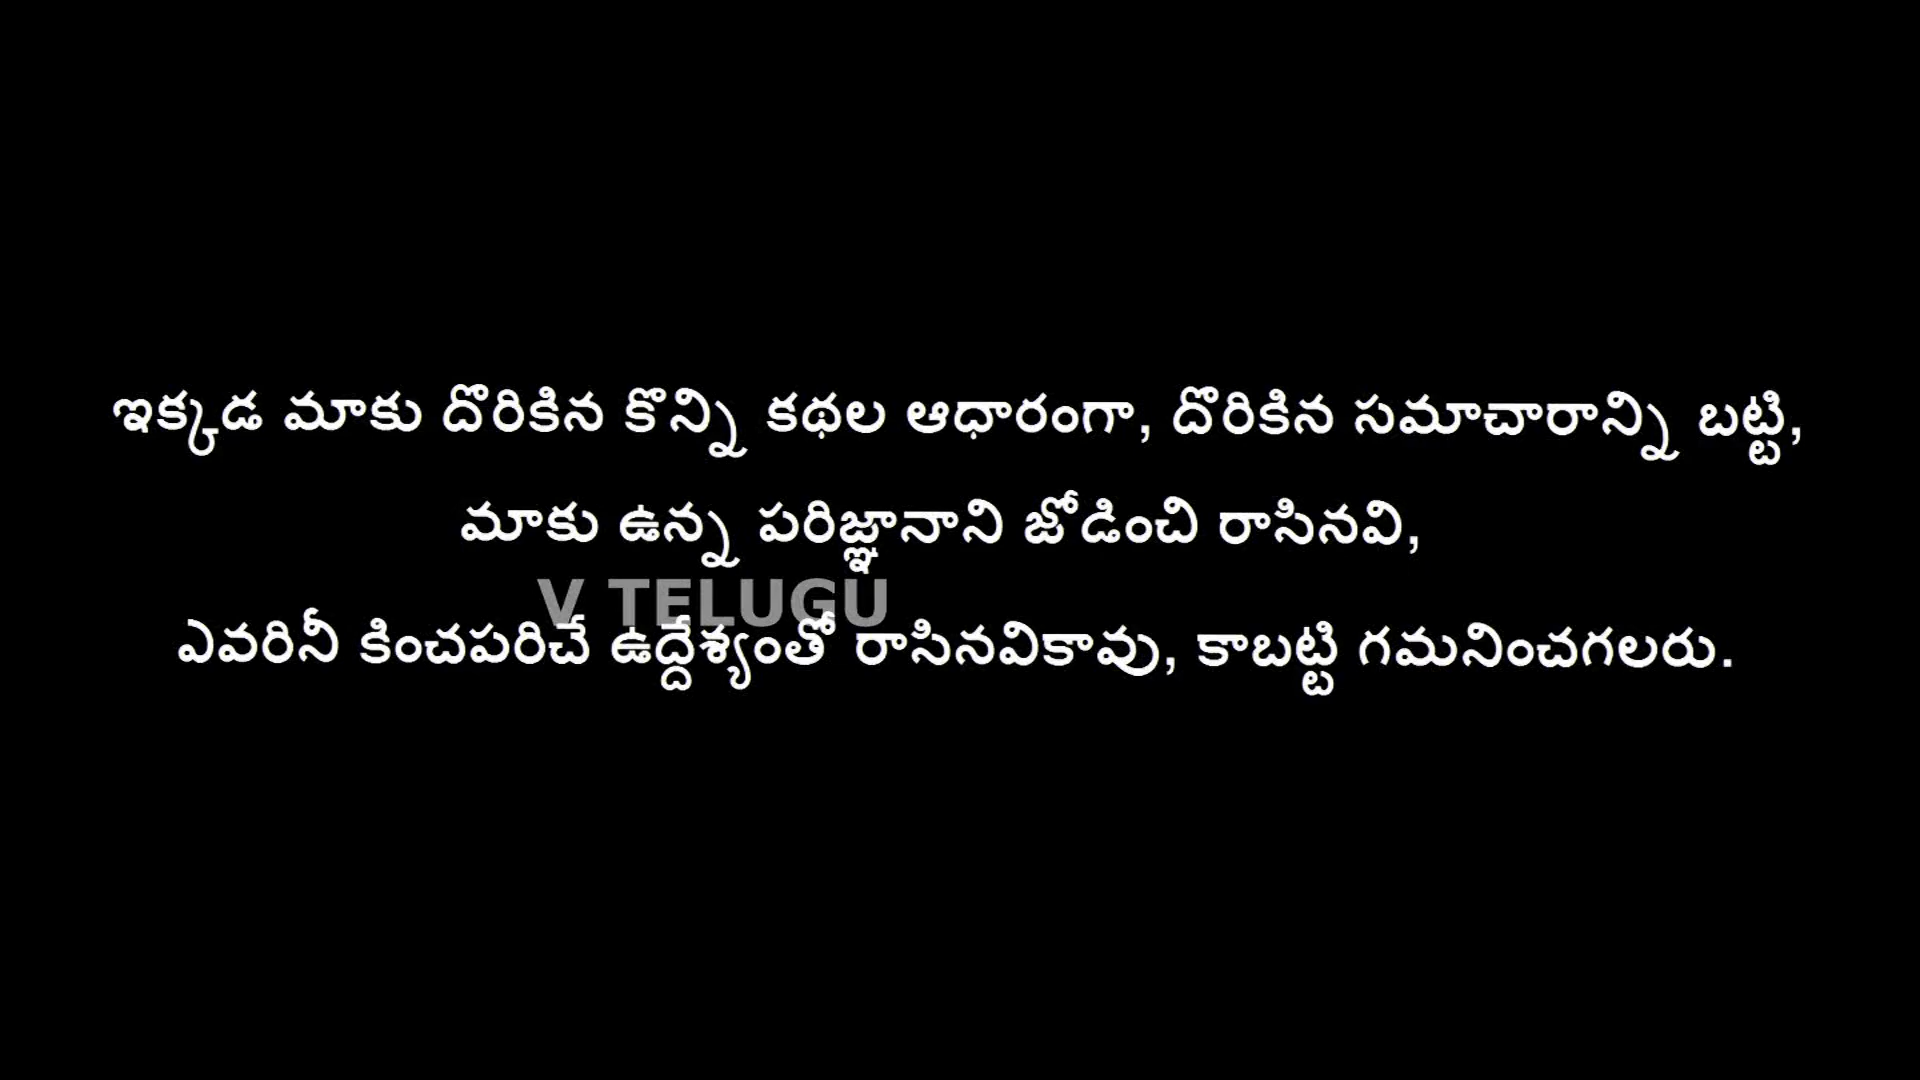 ఇక్కడ మాకు దొరికిన కొన్ని కథల ఆధారంగా, దొరికిన సమాచారాన్ని బట్టి,
మాకు ఉన్న పరిజ్ఞానాని జోడించి రాసినవి,
V TELUGU
ఎవరినీ కించపరిచే ఉద్దేశ్యంతో రాసినవికావు, కాబట్టి గమనించగలరు.